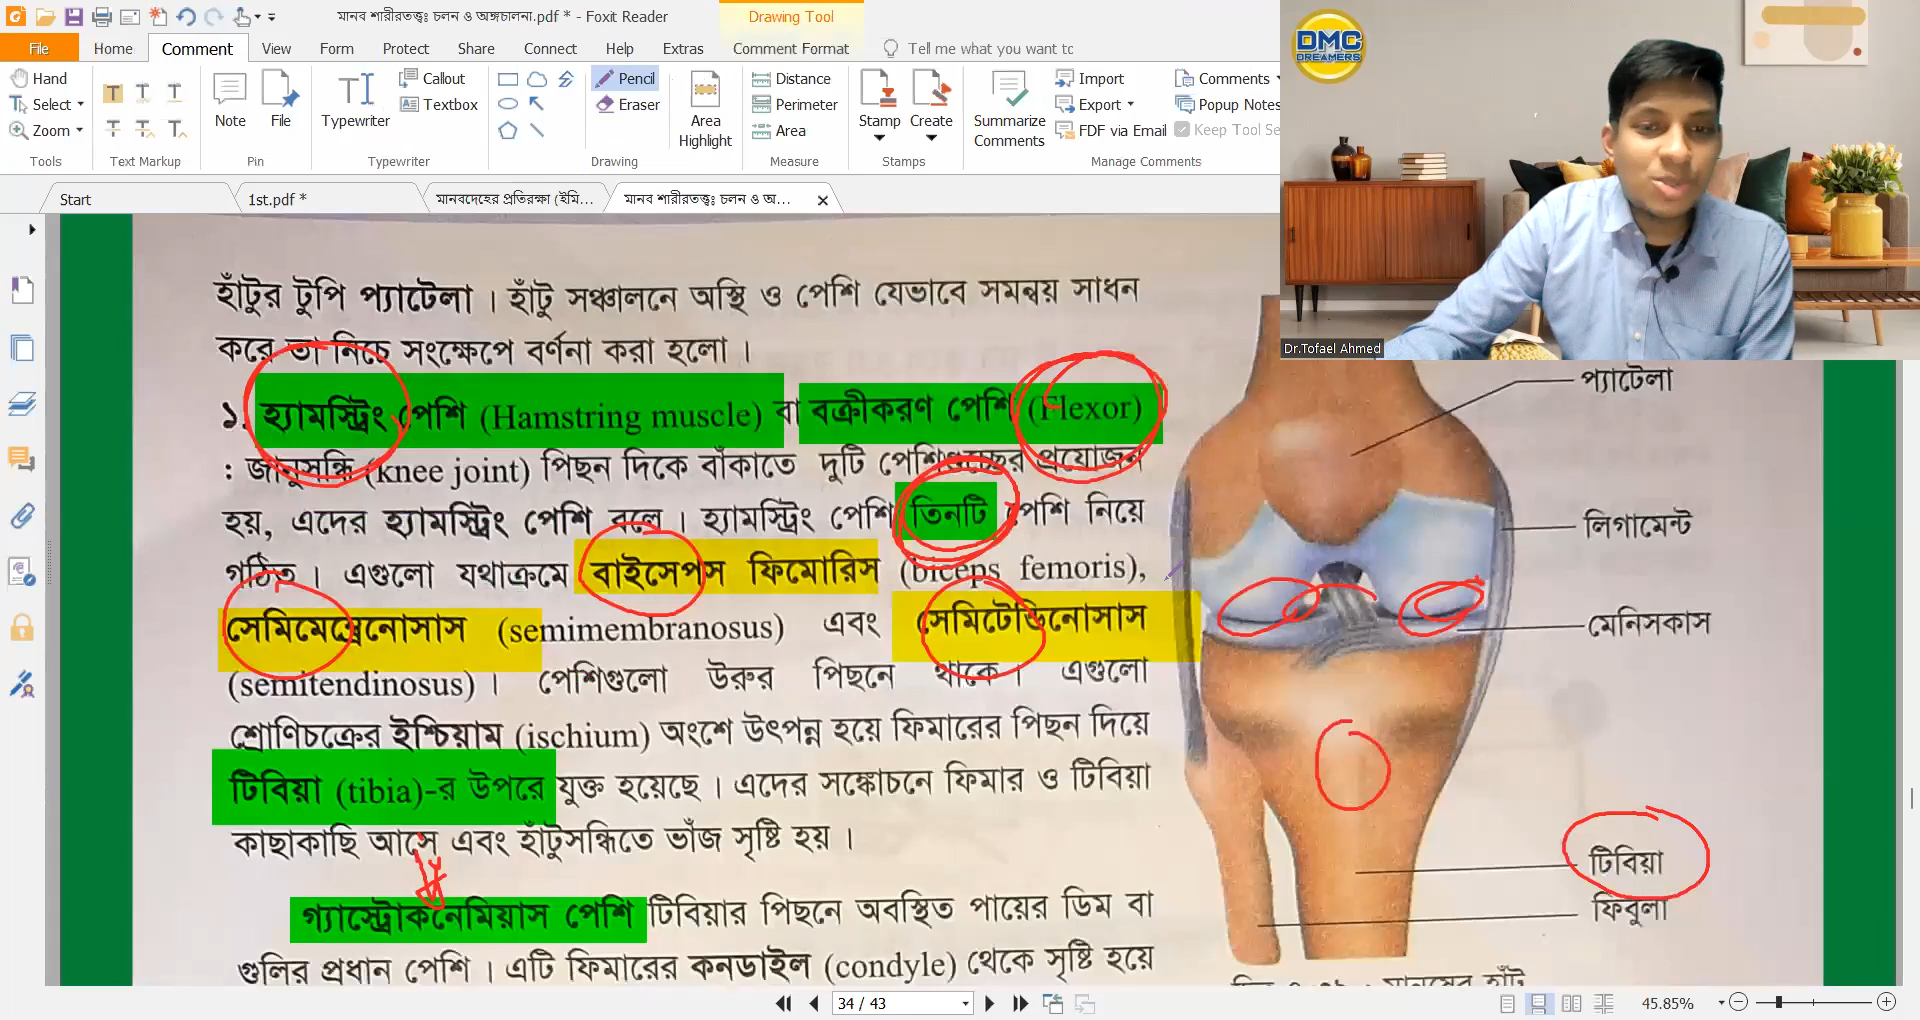 মানব শারীরতত্ত্বঃ চলন ও অঙ্গচালনা.pdf * - Foxit Reader
Drawing Tool
File Home Comment View Form Protect Share Connect Help Extras Comment Format Tell me what you want to
Hand
Select
Zoom
Tools
Text Markup
Note
File
Pin
Typewriter
Callout
Textbox
Typewriter
Pencil
Eraser
Area Highlight
Drawing
Distance
Perimeter
Area
Measure
Stamp
Create
Stamps
Summarize Comments
Import
Export
FDF via Email
Comments
Popup Notes
Keep Tool Se
Manage Comments
DMC
DREAMERS
Dr.Tofael Ahmed
Start
1st.pdf *
মানবদেহের প্রতিরক্ষা (ইমি...
মানব শারীরতত্ত্বঃ চলন ও অ...
হাঁটুর টুপি প্যাটেলা । হাঁটু সঞ্চালনে অস্থি ও পেশি যেভাবে সমন্বয় সাধন
করে তা নিচে সংক্ষেপে বর্ণনা করা হলো ।
১. হ্যামস্ট্রিং পেশি (Hamstring muscle) বা বক্রীকরণ পেশি (Flexor)
: জানুসন্ধি (knee joint) পিছন দিকে বাঁকাতে দুটি পেশিগুচ্ছের প্রয়োজন
হয়, এদের হ্যামস্ট্রিং পেশি বলে । হ্যামস্ট্রিং পেশি তিনটি পেশি নিয়ে
গঠিত । এগুলো যথাক্রমে বাইসেপস ফিমোরিস (biceps femoris),
সেমিমেম্ব্রেনোসাস (semimembranosus) এবং সেমিটেন্ডিনোসাস
(semitendinosus) । পেশিগুলো উরুর পিছনে থাকে । এগুলো
শ্রোণিচক্রের ইশ্চিয়াম (ischium) অংশে উৎপন্ন হয়ে ফিমারের পিছন দিয়ে
টিবিয়া (tibia)-র উপরে যুক্ত হয়েছে । এদের সঙ্কোচনে ফিমার ও টিবিয়া
কাছাকাছি আসে এবং হাঁটুসন্ধিতে ভাঁজ সৃষ্টি হয় ।
গ্যাস্ট্রোকনেমিয়াস পেশি টিবিয়ার পিছনে অবস্থিত পায়ের ডিম বা
গুলির প্রধান পেশি । এটি ফিমারের কনডাইল (condyle) থেকে সৃষ্টি হয়ে
প্যাটেলা
লিগামেন্ট
মেনিসকাস
টিবিয়া
ফিবুলা
34 / 43
45.85%